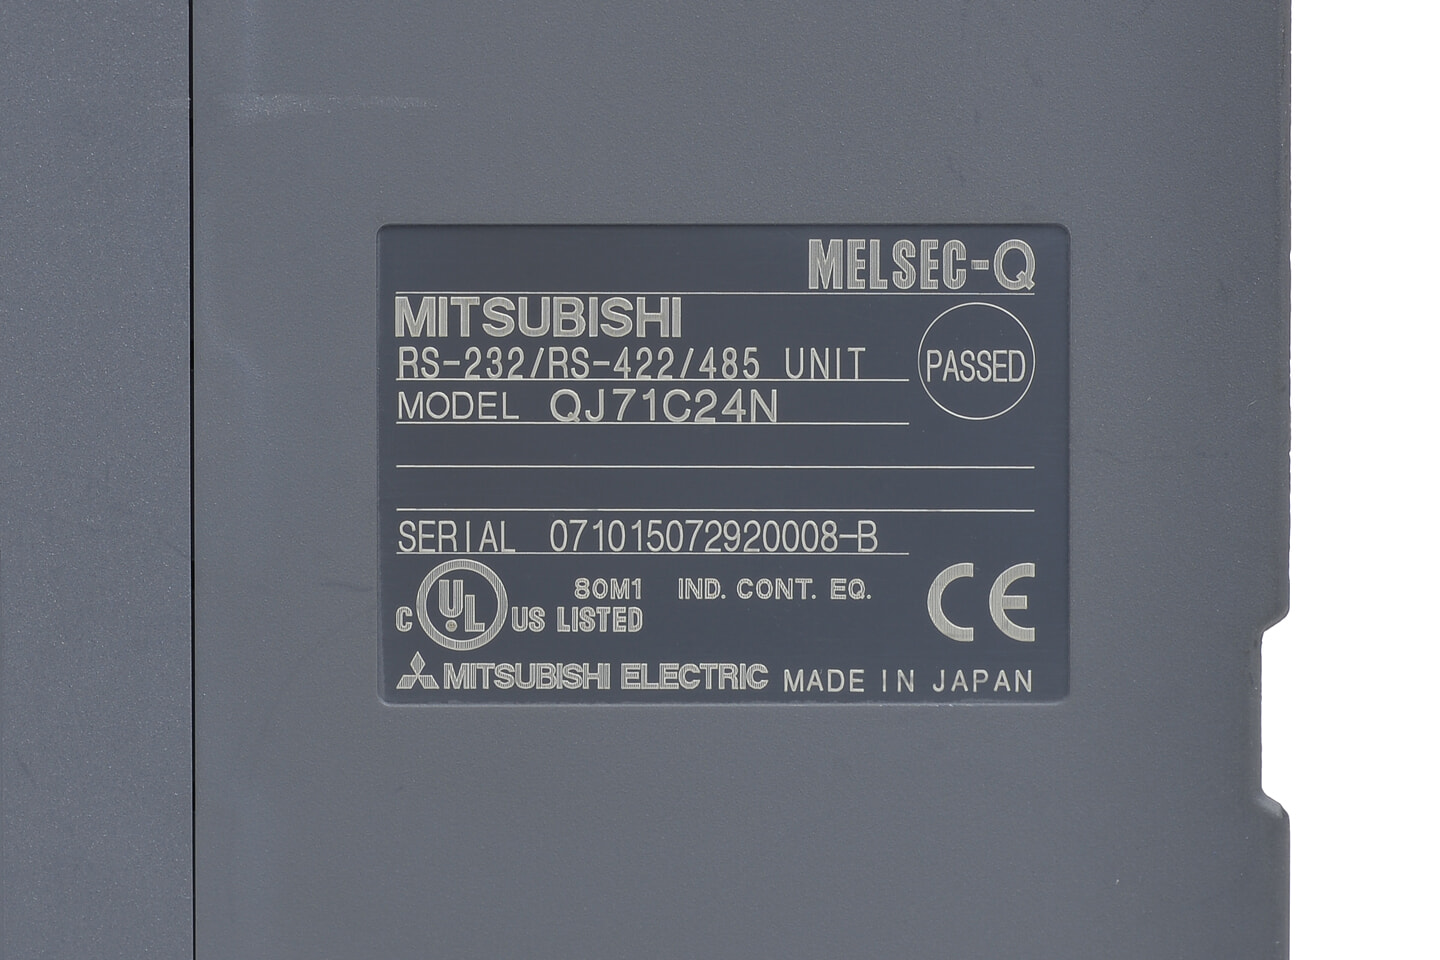 MELSEC-Q
MITSUBISHI
RS-232/RS-422/485 UNIT
PASSED
MODEL QJ71C24N
SERIAL 071015072920008-B
C UL US LISTED
80M1 IND. CONT. EQ.
CE
MITSUBISHI ELECTRIC MADE IN JAPAN